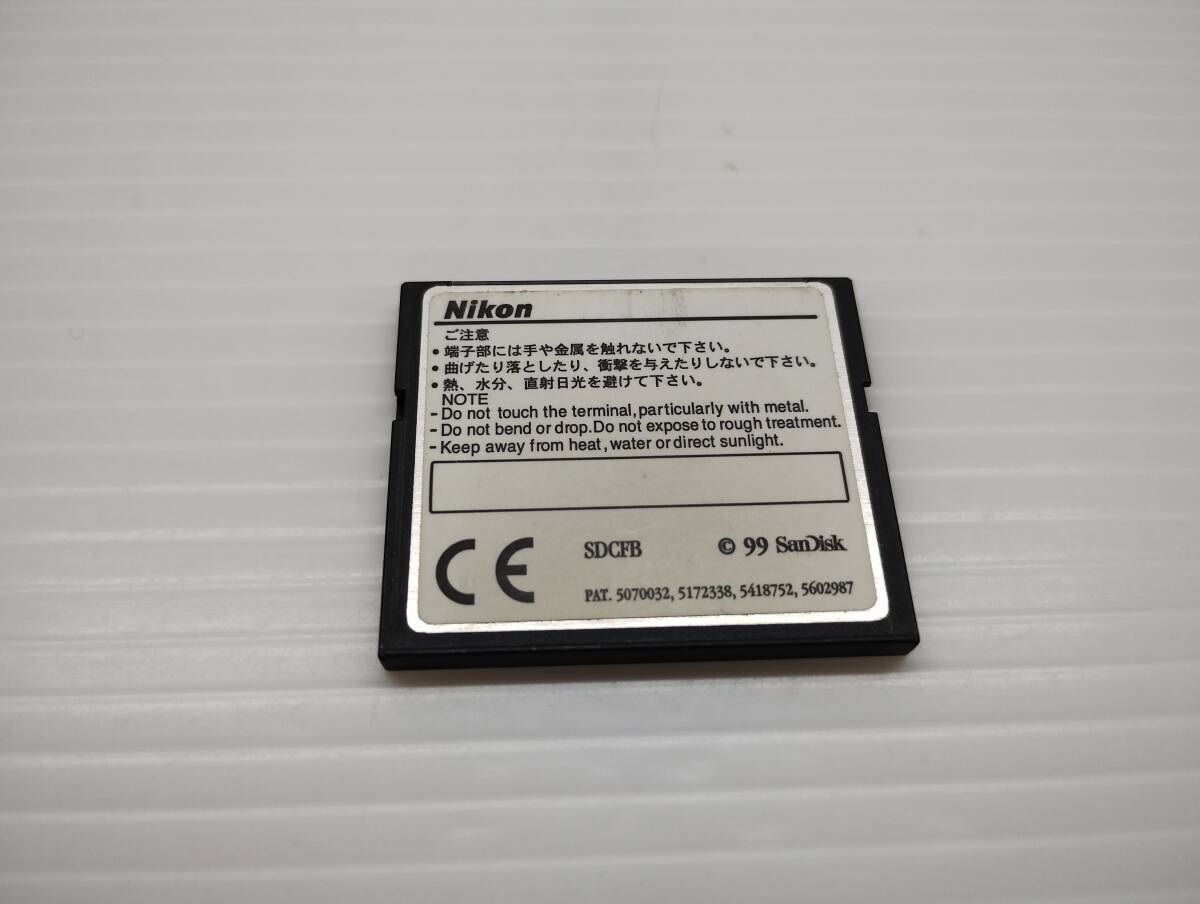 Nikon
ご注意
• 端子部には手や金属を触れないで下さい。
• 曲げたり落としたり、衝撃を与えたりしないで下さい。
• 熱、水分、直射日光を避けて下さい。
NOTE
- Do not touch the terminal, particularly with metal.
- Do not bend or drop. Do not expose to rough treatment.
- Keep away from heat, water or direct sunlight.
CE SDCFB © 99 SanDisk
PAT. 5070032, 5172338, 5418752, 5602987